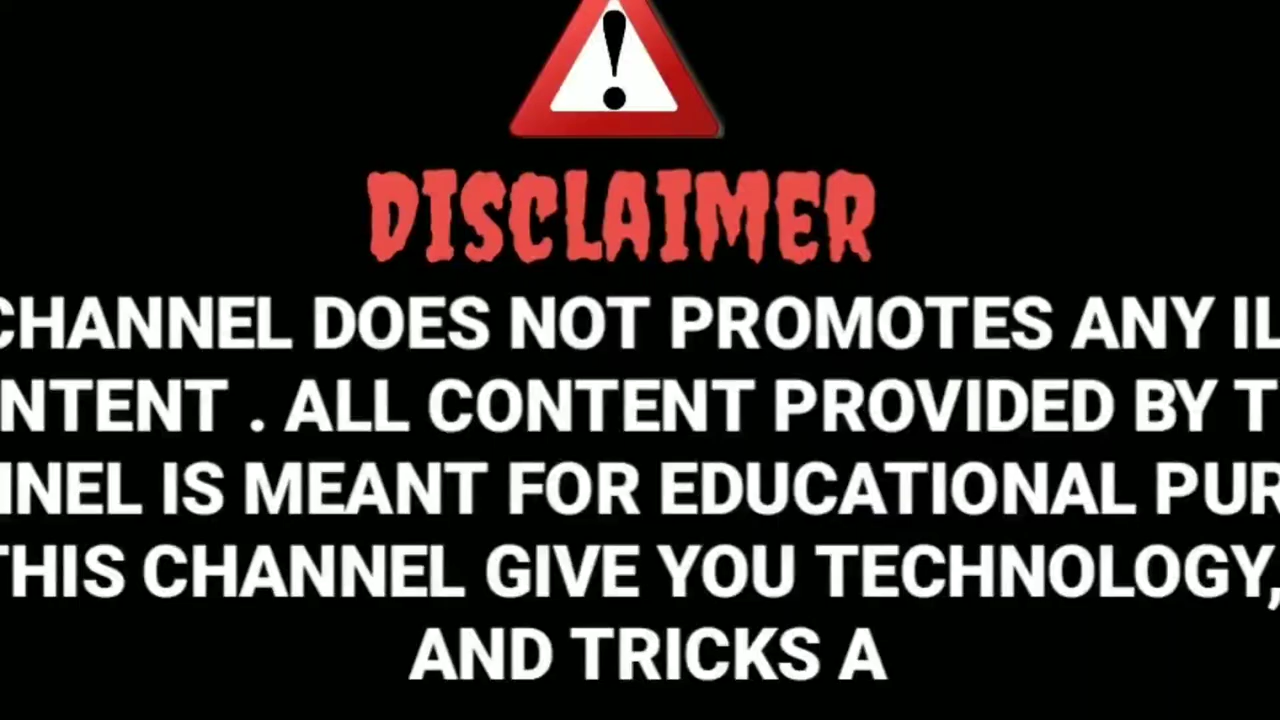 DISCLAIMER
CHANNEL DOES NOT PROMOTES ANY IL
NTENT . ALL CONTENT PROVIDED BY T
NNEL IS MEANT FOR EDUCATIONAL PUR
THIS CHANNEL GIVE YOU TECHNOLOGY,
AND TRICKS A